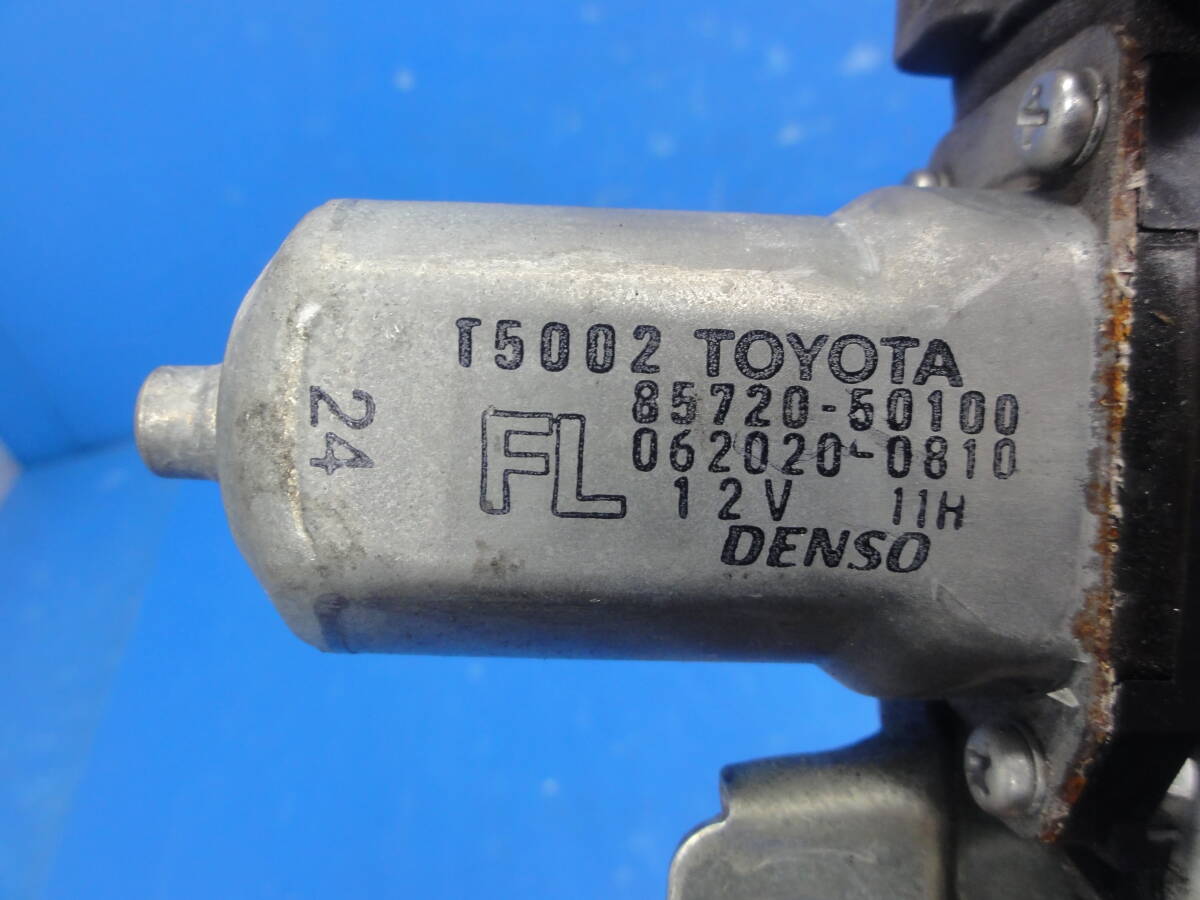 T5002 TOYOTA
85720-50100
FL
062020-0810
12V 11H
DENSO
24